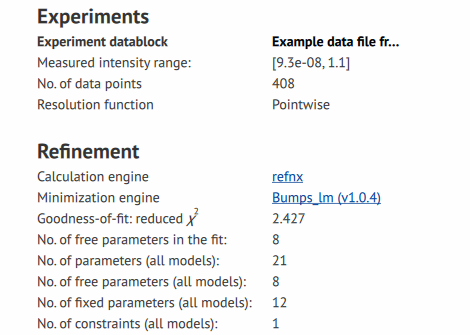 Experiments
Experiment datablock Example data file fr...
Measured intensity range: [9.3e-08, 1.1]
No. of data points 408
Resolution function Pointwise
Refinement
Calculation engine refnx
Minimization engine Bumps_lm (v1.0.4)
Goodness-of-fit: reduced χ² 2.427
No. of free parameters in the fit: 8
No. of parameters (all models): 21
No. of free parameters (all models): 8
No. of fixed parameters (all models): 12
No. of constraints (all models): 1